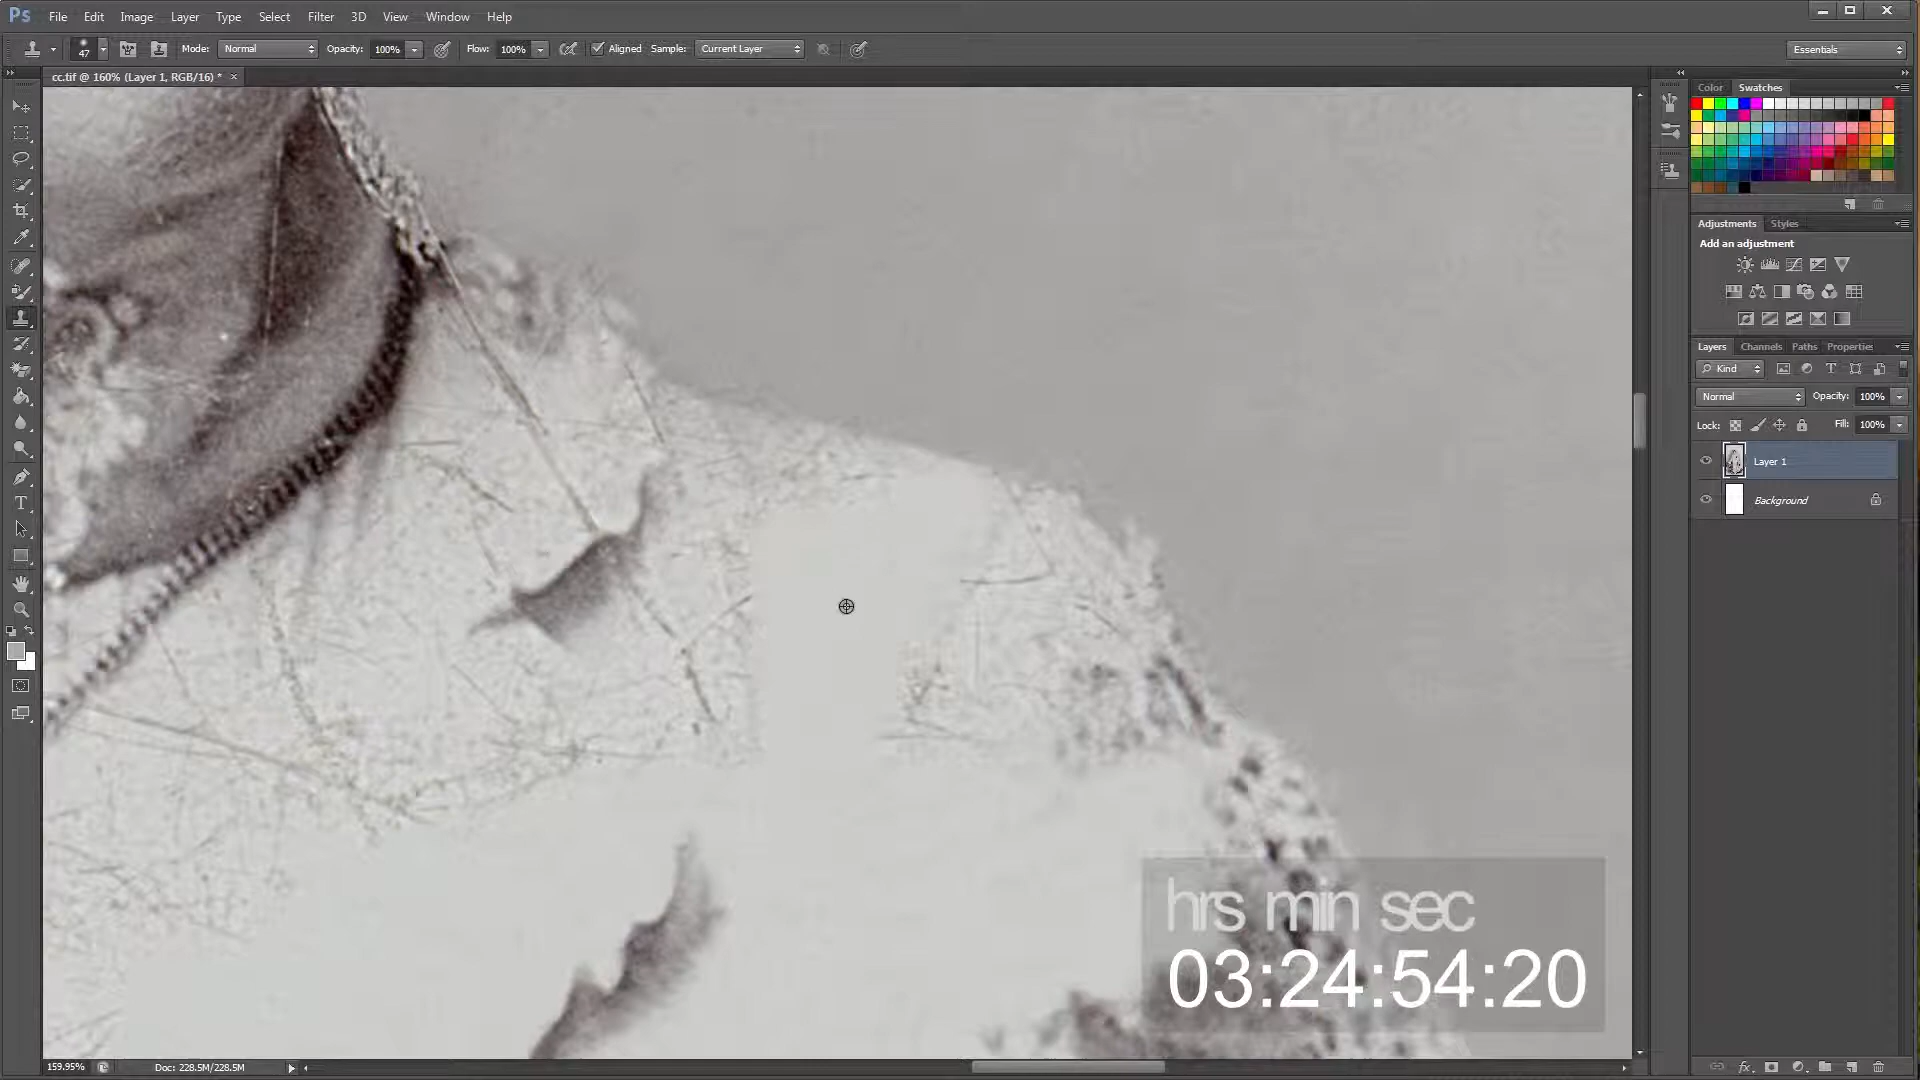 Ps File Edit Image Layer Type Select Filter 3D View Window Help
47 Mode: Normal Opacity: 100% Flow: 100% Aligned Sample: Current Layer Essentials
cc.tif @ 160% (Layer 1, RGB/16) * ×
Color Swatches
Adjustments Styles
Add an adjustment
Layers Channels Paths Properties
Kind
Normal Opacity: 100%
Lock: Fill: 100%
Layer 1
Background
hrs min sec
03:24:54:20
159.95% Doc: 228.5M/228.5M